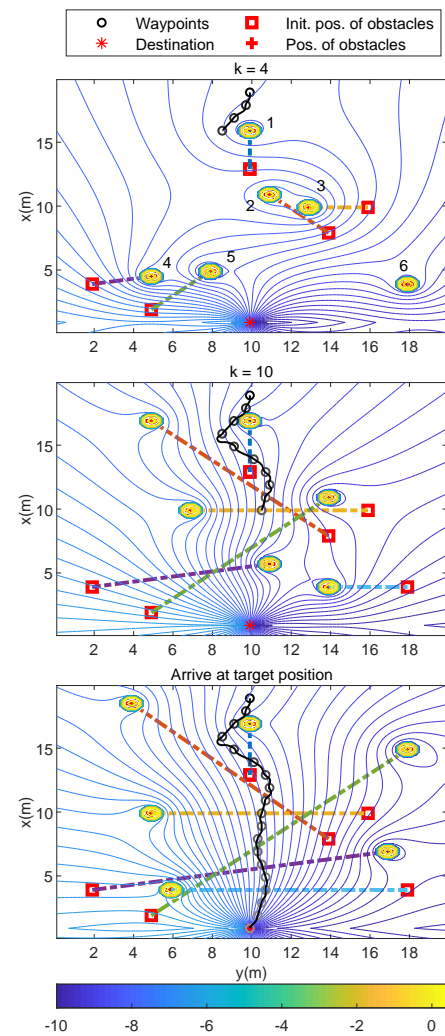 Waypoints Init. pos. of obstacles
Destination Pos. of obstacles
k = 4
x(m)
15
10
5
1
2
3
4
5
6
2 4 6 8 10 12 14 16 18
k = 10
x(m)
15
10
5
2 4 6 8 10 12 14 16 18
Arrive at target position
x(m)
15
10
5
2 4 6 8 10 12 14 16 18
y(m)
-10 -8 -6 -4 -2 0